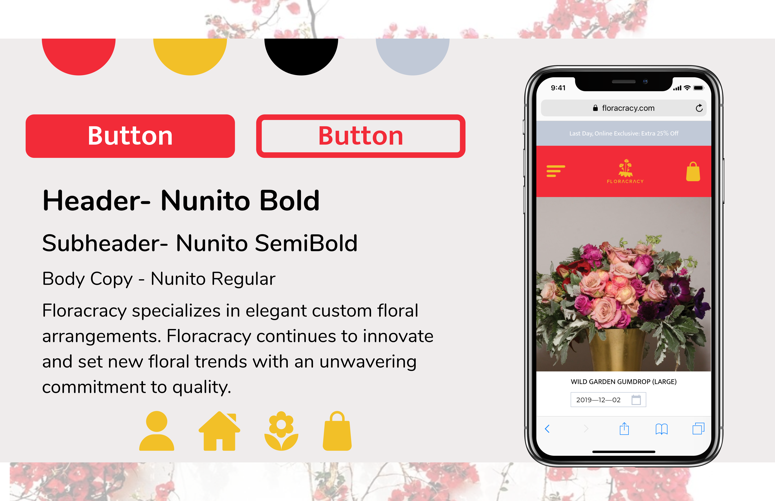 Button
Button
Header- Nunito Bold
Subheader- Nunito SemiBold
Body Copy - Nunito Regular
Floracracy specializes in elegant custom floral
arrangements. Floracracy continues to innovate
and set new floral trends with an unwavering
commitment to quality.
9:41
floracracy.com
Last Day, Online Exclusive: Extra 25% Off
FLORACRACY
WILD GARDEN GUMDROP (LARGE)
2019—12—02